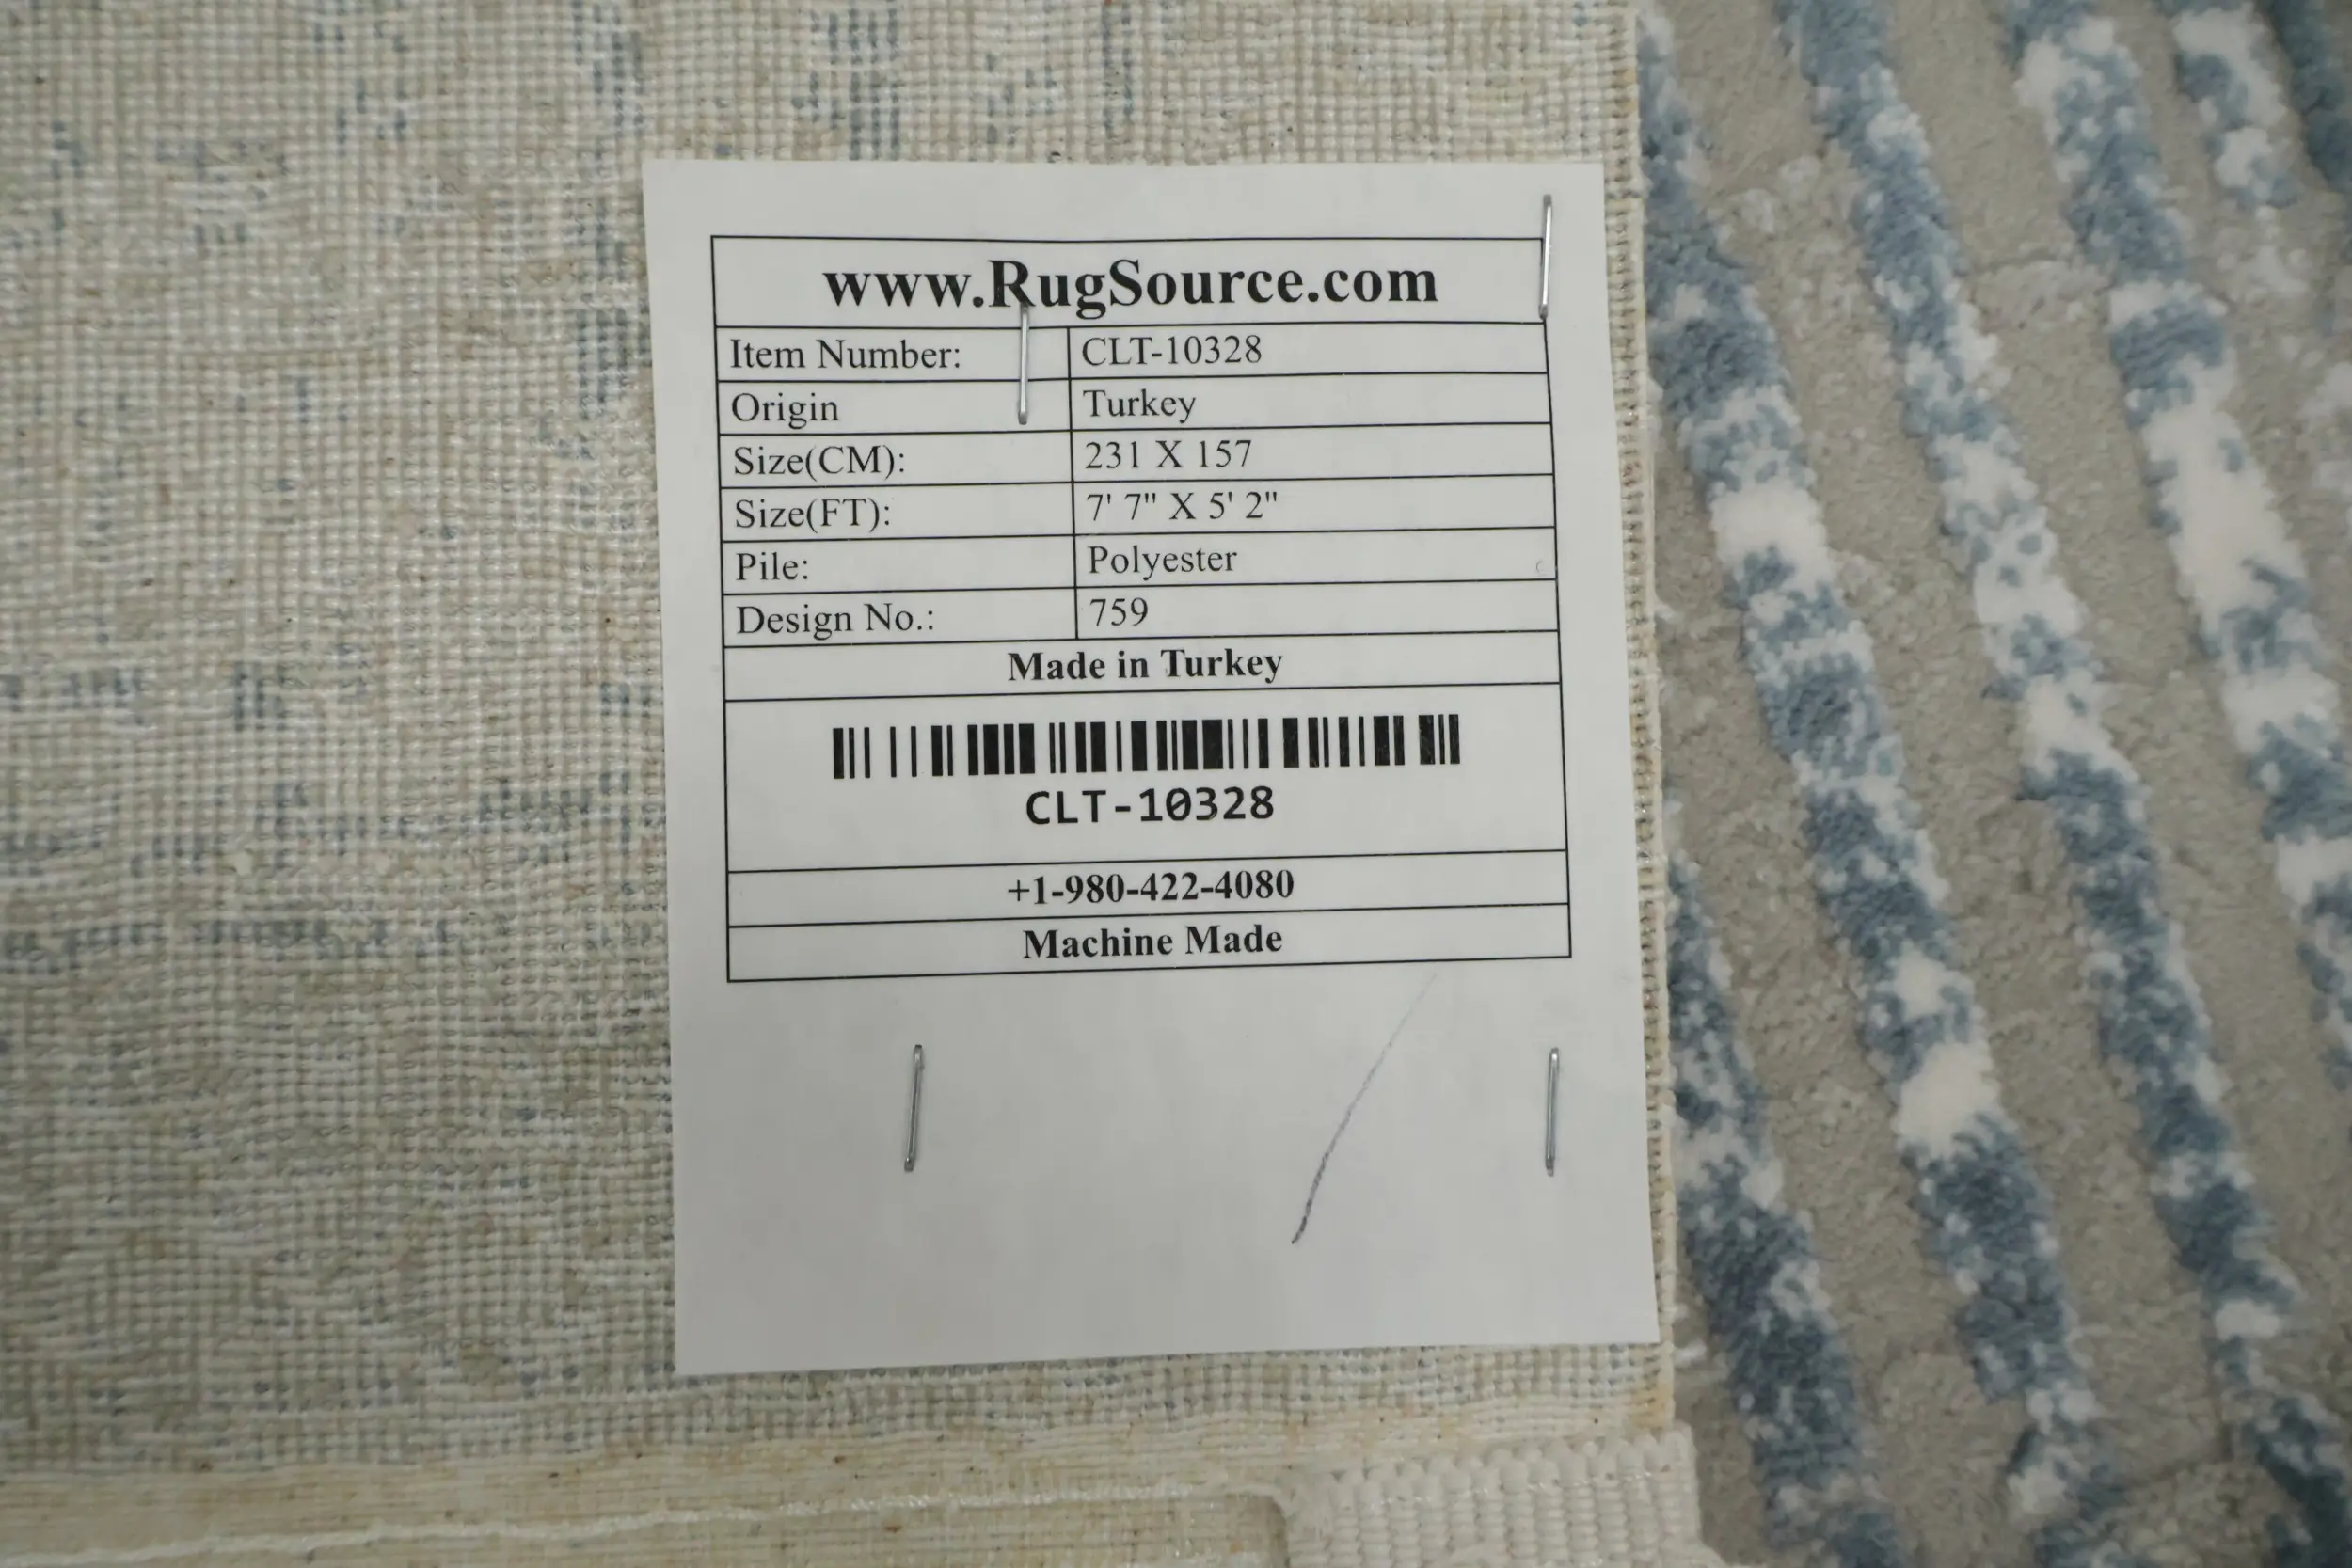 www.RugSource.com
Item Number: CLT-10328
Origin Turkey
Size(CM): 231 X 157
Size(FT): 7' 7" X 5' 2"
Pile: Polyester
Design No.: 759
Made in Turkey
CLT-10328
+1-980-422-4080
Machine Made